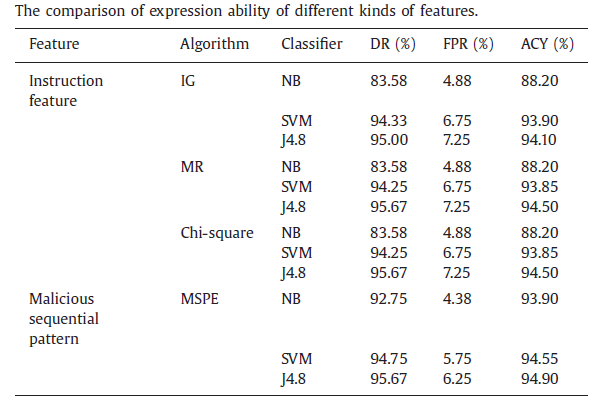 The comparison of expression ability of different kinds of features.
Feature Algorithm Classifier DR (%) FPR (%) ACY (%)
Instruction IG NB 83.58 4.88 88.20
feature
SVM 94.33 6.75 93.90
J4.8 95.00 7.25 94.10
MR NB 83.58 4.88 88.20
SVM 94.25 6.75 93.85
J4.8 95.67 7.25 94.50
Chi-square NB 83.58 4.88 88.20
SVM 94.25 6.75 93.85
J4.8 95.67 7.25 94.50
Malicious MSPE NB 92.75 4.38 93.90
sequential
pattern
SVM 94.75 5.75 94.55
J4.8 95.67 6.25 94.90